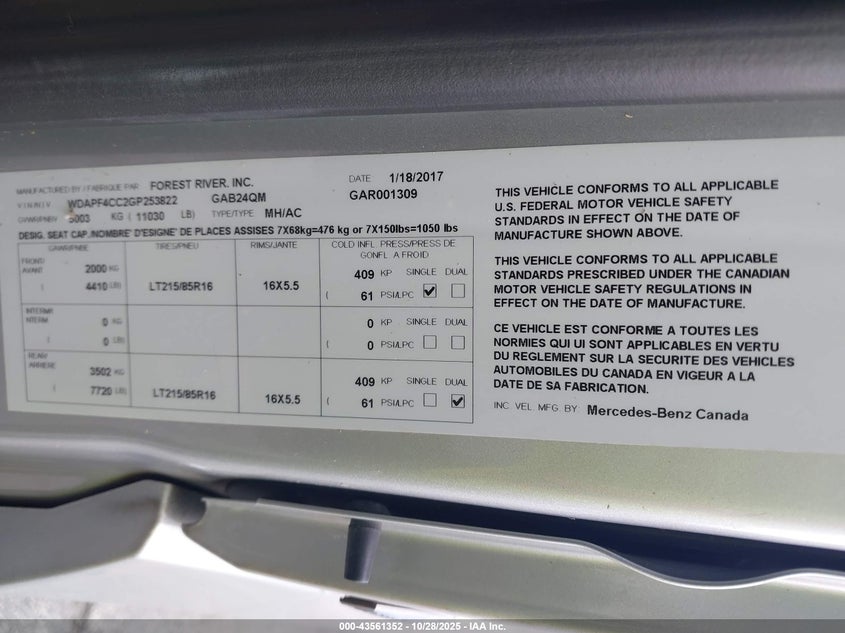 MANUFACTURED BY / FABRIQUE PAR FOREST RIVER, INC. DATE 1/18/2017
V I N/N I V WDAPF4CC2GP253822 GAB24QM GAR001309
GVWR/PNBV 5003 KG ( 11030 LB) TYPE/TYPE MH/AC
DESIG. SEAT CAP./NOMBRE' D'ESIGNE' DE PLACES ASSISES 7X68kg=476 kg or 7X150lbs=1050 lbs
GAWR/PNBE TIRES/PNEU RIMS/JANTE COLD INFL PRESS/PRESS DE GONFL A FROID
FRONT/ AVANT 2000 KG 409 KP SINGLE DUAL
( 4410 (LB) LT215/85R16 16X5.5 ( 61 PSI/LPC
INTERM/ INTERM. 0 KG 0 KP SINGLE DUAL
( 0 (LB) ( 0 PSI/LPC
REAR/ ARRIERE 3502 KG 409 KP SINGLE DUAL
( 7720 (LB) LT215/85R16 16X5.5 ( 61 PSI/LPC
THIS VEHICLE CONFORMS TO ALL APPLICABLE
U.S. FEDERAL MOTOR VEHICLE SAFETY
STANDARDS IN EFFECT ON THE DATE OF
MANUFACTURE SHOWN ABOVE.
THIS VEHICLE CONFORMS TO ALL APPLICABLE
STANDARDS PRESCRIBED UNDER THE CANADIAN
MOTOR VEHICLE SAFETY REGULATIONS IN
EFFECT ON THE DATE OF MANUFACTURE.
CE VEHICLE EST CONFORME A TOUTES LES
NORMIES QUI UI SONT APPLICABLES EN VERTU
DU REGLEMENT SUR LA SECURITE DES VEHICLES
AUTOMOBILES DU CANADA EN VIGEUR A LA
DATE DE SA FABRICATION.
INC. VEL. MFG. BY: Mercedes-Benz Canada
000-43561352 - 10/28/2025 - IAA Inc.